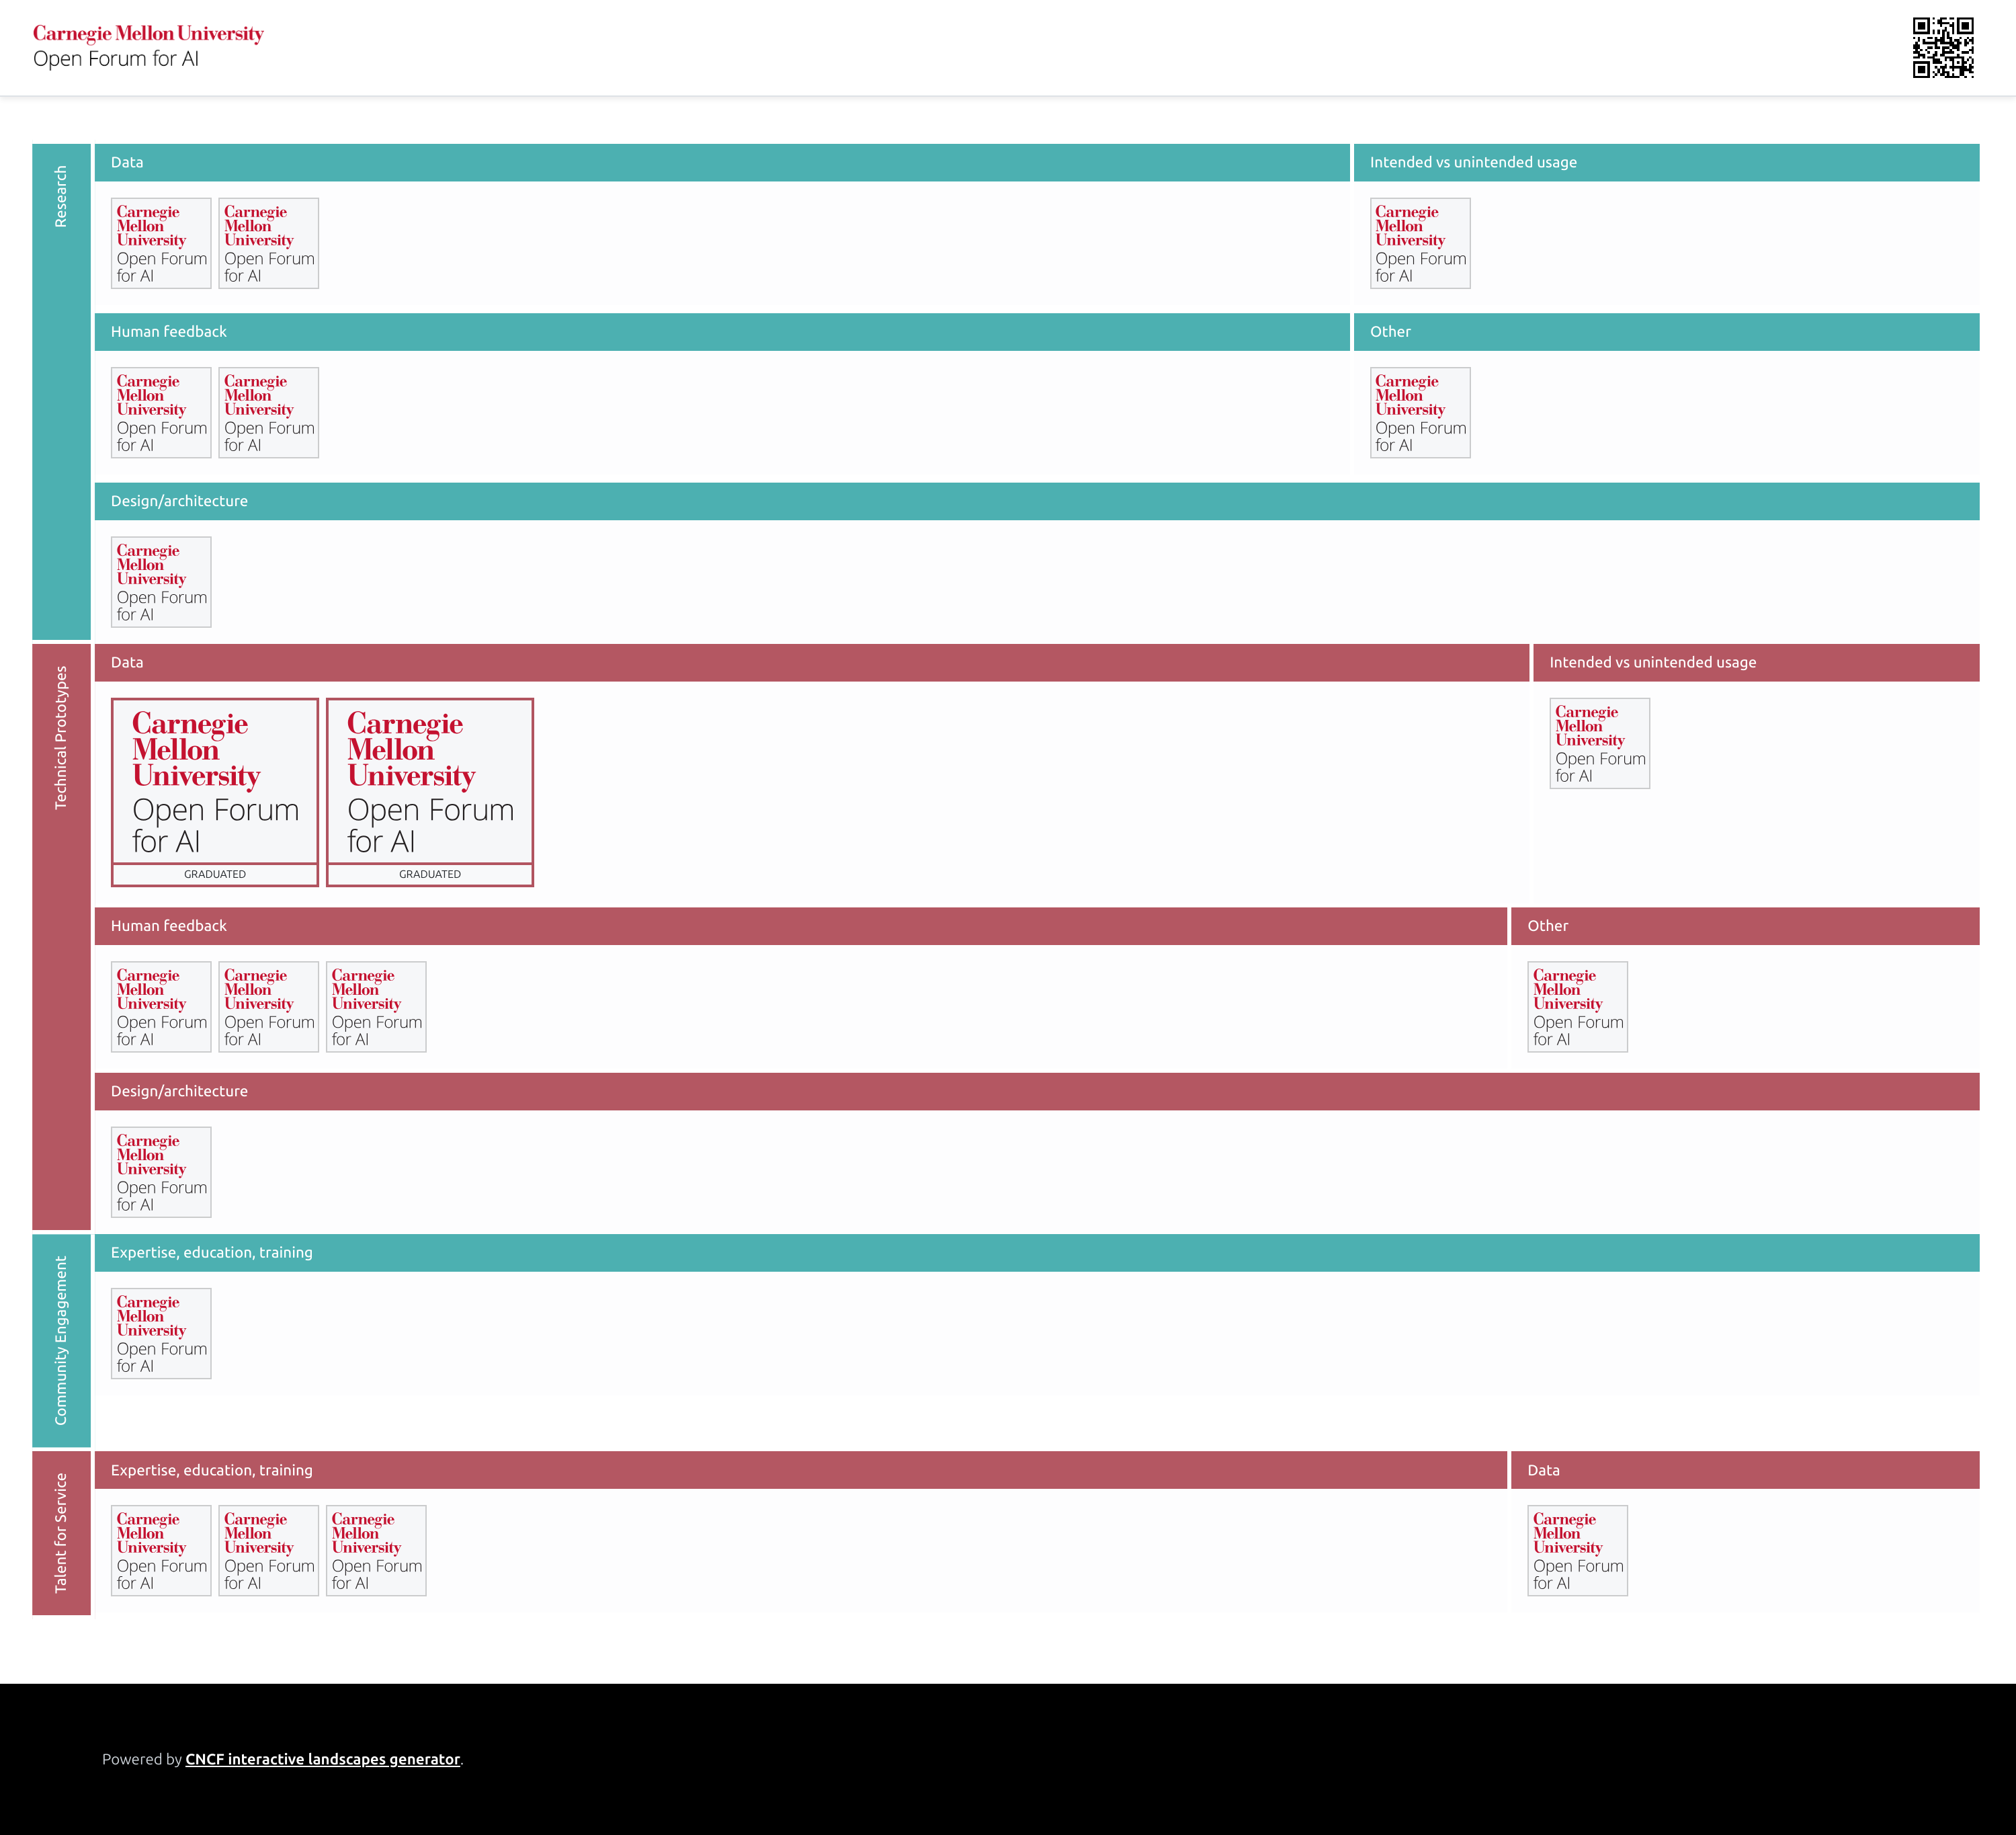 Carnegie Mellon University
Open Forum for AI
Research
Data
Carnegie
Mellon
University
Open Forum
for AI
Carnegie
Mellon
University
Open Forum
for AI
Intended vs unintended usage
Carnegie
Mellon
University
Open Forum
for AI
Human feedback
Carnegie
Mellon
University
Open Forum
for AI
Carnegie
Mellon
University
Open Forum
for AI
Other
Carnegie
Mellon
University
Open Forum
for AI
Design/architecture
Carnegie
Mellon
University
Open Forum
for AI
Technical Prototypes
Data
Carnegie
Mellon
University
Open Forum
for AI
GRADUATED
Carnegie
Mellon
University
Open Forum
for AI
GRADUATED
Intended vs unintended usage
Carnegie
Mellon
University
Open Forum
for AI
Human feedback
Carnegie
Mellon
University
Open Forum
for AI
Carnegie
Mellon
University
Open Forum
for AI
Carnegie
Mellon
University
Open Forum
for AI
Other
Carnegie
Mellon
University
Open Forum
for AI
Design/architecture
Carnegie
Mellon
University
Open Forum
for AI
Community Engagement
Expertise, education, training
Carnegie
Mellon
University
Open Forum
for AI
Talent for Service
Expertise, education, training
Carnegie
Mellon
University
Open Forum
for AI
Carnegie
Mellon
University
Open Forum
for AI
Carnegie
Mellon
University
Open Forum
for AI
Data
Carnegie
Mellon
University
Open Forum
for AI
Powered by CNCF interactive landscapes generator.